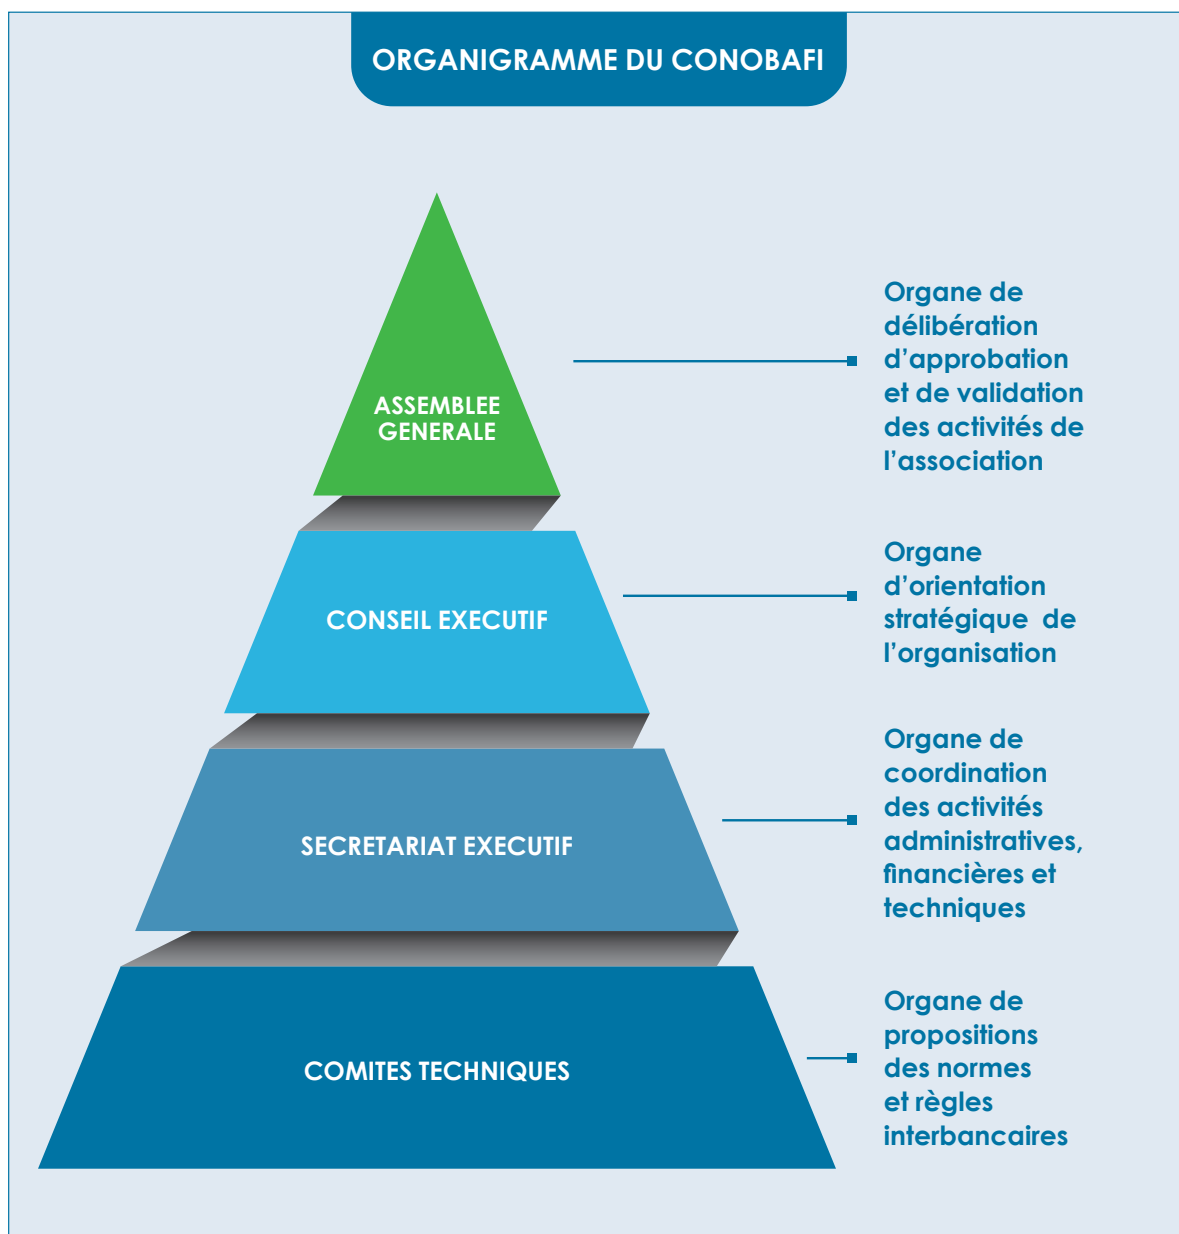 ORGANIGRAMME DU CONOBAFI
ASSEMBLEE
GENERALE
Organe de
délibération
d’approbation
et de validation
des activités de
l’association
CONSEIL EXECUTIF
Organe
d’orientation
stratégique de
l’organisation
SECRETARIAT EXECUTIF
Organe de
coordination
des activités
administratives,
financières et
techniques
COMITES TECHNIQUES
Organe de
propositions
des normes
et règles
interbancaires